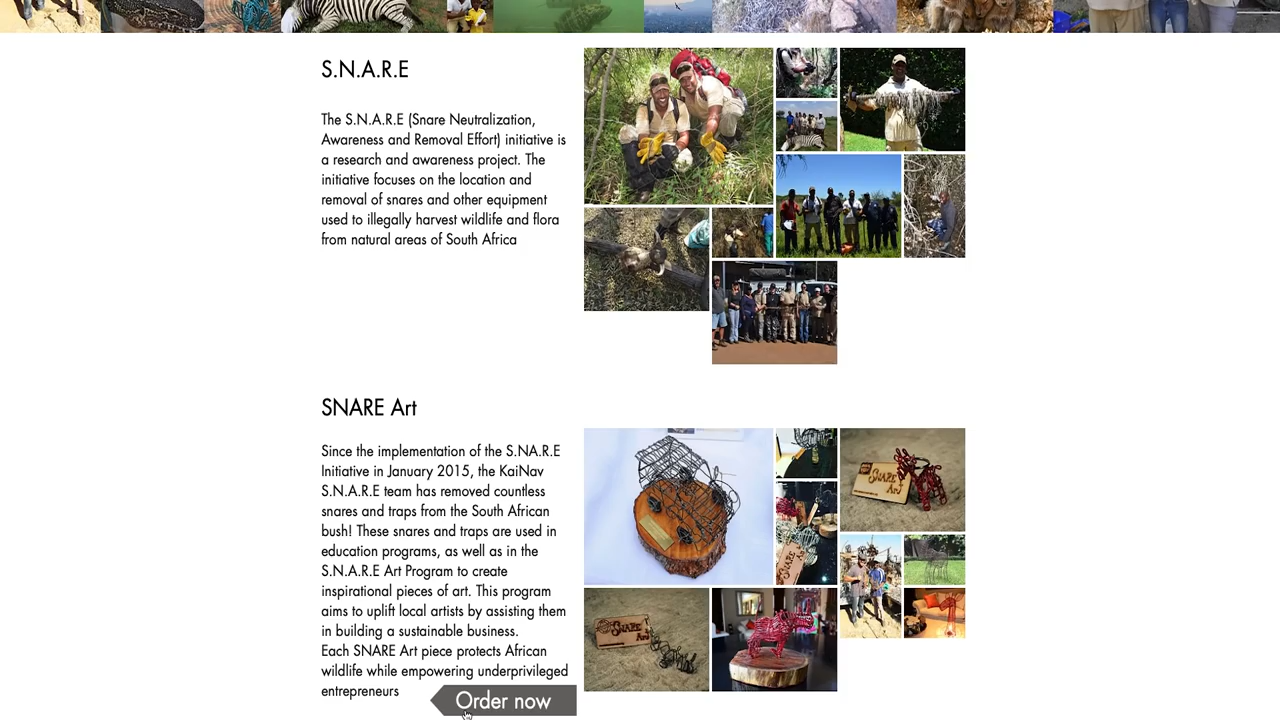 S.N.A.R.E
The S.N.A.R.E (Snare Neutralization,
Awareness and Removal Effort) initiative is
a research and awareness project. The
initiative focuses on the location and
removal of snares and other equipment
used to illegally harvest wildlife and flora
from natural areas of South Africa
SNARE Art
Since the implementation of the S.NA.R.E
Initiative in January 2015, the KaiNav
S.N.A.R.E team has removed countless
snares and traps from the South African
bush! These snares and traps are used in
education programs, as well as in the
S.N.A.R.E Art Program to create
inspirational pieces of art. This program
aims to uplift local artists by assisting them
in building a sustainable business.
Each SNARE Art piece protects African
wildlife while empowering underprivileged
entrepreneurs
Order now
SNARE
Art
SNARE
Art
SNARE
Art